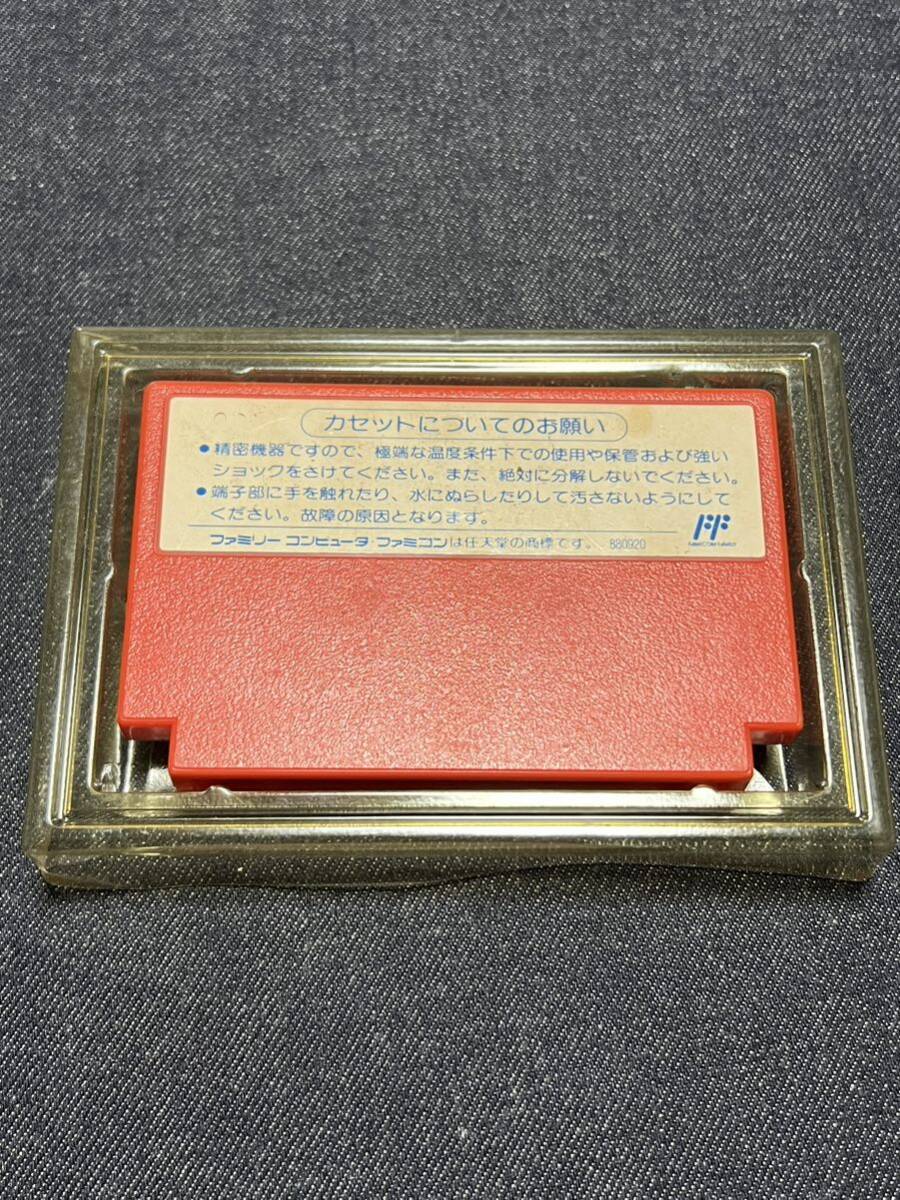 カセットについてのお願い
●精密機器ですので、極端な温度条件下での使用や保管および強い
ショックをさけてください。また、絶対に分解しないでください。
●端子部に手を触れたり、水にぬらしたりして汚さないようにして
ください。故障の原因となります。
ファミリー コンピュータ ファミコンは任天堂の商標です。 880920
FF